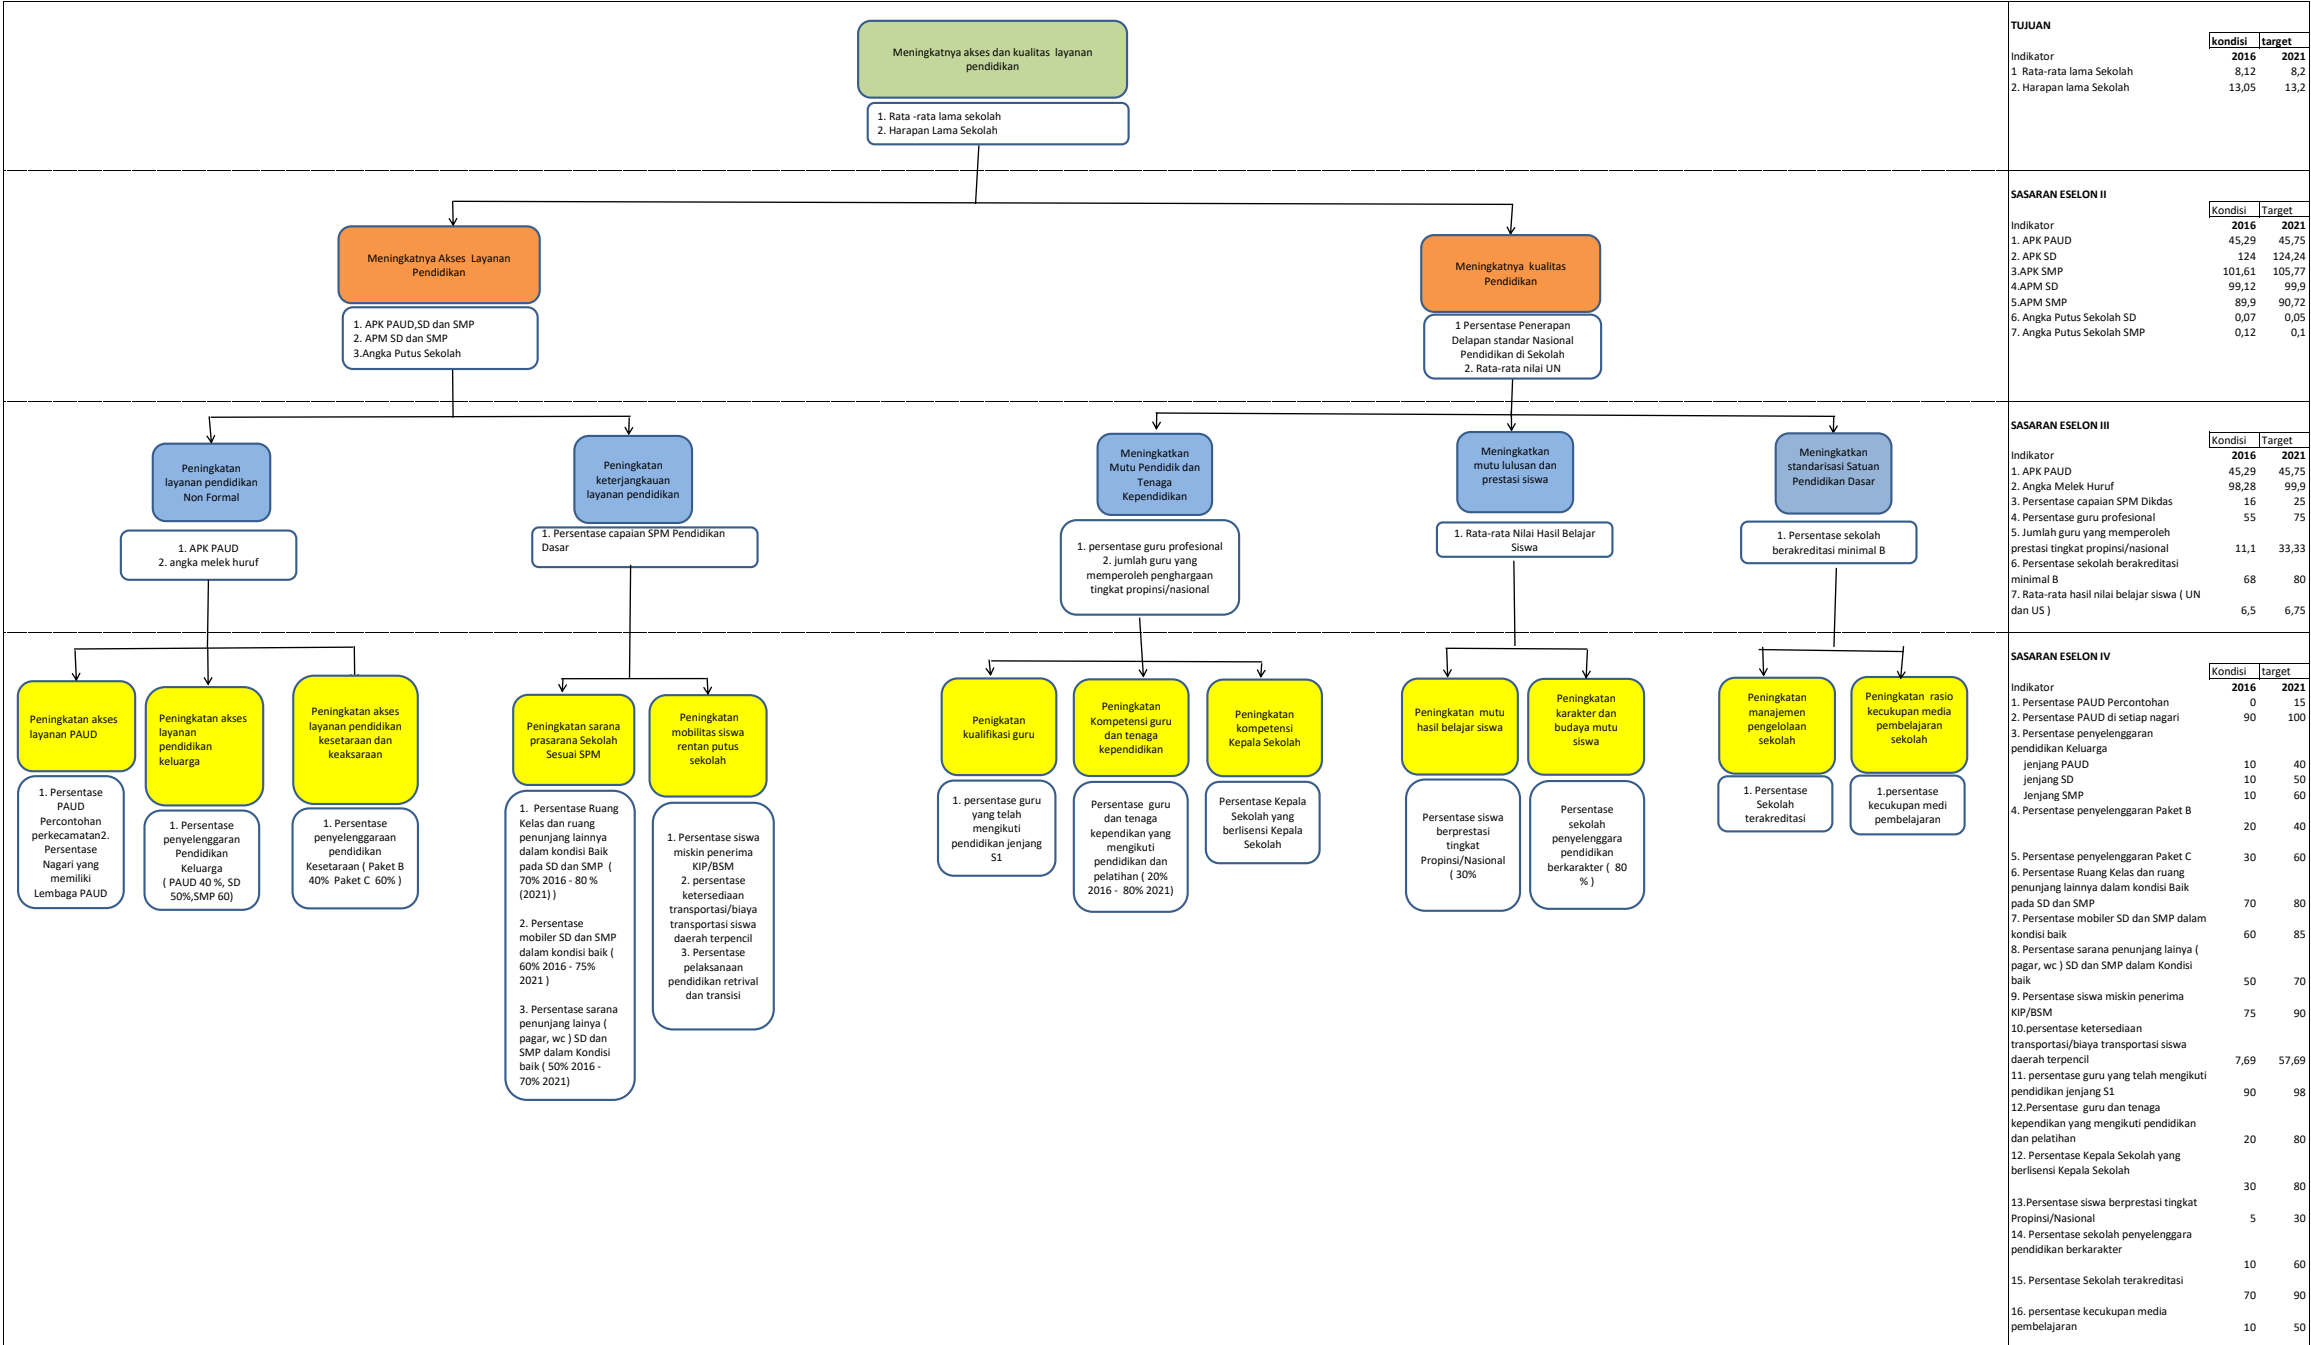 Meningkatnya akses dan kualitas layanan
pendidikan
1. Rata -rata lama sekolah
2. Harapan Lama Sekolah
TUJUAN
kondisi target
Indikator 2016 2021
1 Rata-rata lama Sekolah 8,12 8,2
2. Harapan lama Sekolah 13,05 13,2
Meningkatnya Akses Layanan
Pendidikan
1. APK PAUD,SD dan SMP
2. APM SD dan SMP
3.Angka Putus Sekolah
Meningkatnya kualitas
Pendidikan
1 Persentase Penerapan
Delapan standar Nasional
Pendidikan di Sekolah
2. Rata-rata nilai UN
SASARAN ESELON II
Kondisi Target
Indikator 2016 2021
1. APK PAUD 45,29 45,75
2. APK SD 124 124,24
3.APK SMP 101,61 105,77
4.APM SD 99,12 99,9
5.APM SMP 89,9 90,72
6. Angka Putus Sekolah SD 0,07 0,05
7. Angka Putus Sekolah SMP 0,12 0,1
Peningkatan
layanan pendidikan
Non Formal
1. APK PAUD
2. angka melek huruf
Peningkatan
keterjangkauan
layanan pendidikan
1. Persentase capaian SPM Pendidikan
Dasar
Meningkatkan
Mutu Pendidik dan
Tenaga
Kependidikan
1. persentase guru profesional
2. jumlah guru yang
memperoleh penghargaan
tingkat propinsi/nasional
Meningkatkan
mutu lulusan dan
prestasi siswa
1. Rata-rata Nilai Hasil Belajar
Siswa
Meningkatkan
standarisasi Satuan
Pendidikan Dasar
1. Persentase sekolah
berakreditasi minimal B
SASARAN ESELON III
Kondisi Target
Indikator 2016 2021
1. APK PAUD 45,29 45,75
2. Angka Melek Huruf 98,28 99,9
3. Persentase capaian SPM Dikdas 16 25
4. Persentase guru profesional 55 75
5. Jumlah guru yang memperoleh
prestasi tingkat propinsi/nasional 11,1 33,33
6. Persentase sekolah berakreditasi
minimal B 68 80
7. Rata-rata hasil nilai belajar siswa ( UN
dan US ) 6,5 6,75
Peningkatan akses
layanan PAUD
1. Persentase
PAUD
Percontohan
perkecamatan2.
Persentase
Nagari yang
memiliki
Lembaga PAUD
Peningkatan akses
layanan
pendidikan
keluarga
1. Persentase
penyelenggaran
Pendidikan
Keluarga
( PAUD 40 %, SD
50%,SMP 60)
Peningkatan akses
layanan pendidikan
kesetaraan dan
keaksaraan
1. Persentase
penyelenggaraan
pendidikan
Kesetaraan ( Paket B
40% Paket C 60% )
Peningkatan sarana
prasarana Sekolah
Sesuai SPM
1. Persentase Ruang
Kelas dan ruang
penunjang lainnya
dalam kondisi Baik
pada SD dan SMP (
70% 2016 - 80 %
(2021) )
2. Persentase
mobiler SD dan SMP
dalam kondisi baik (
60% 2016 - 75%
2021 )
3. Persentase sarana
penunjang lainya (
pagar, wc ) SD dan
SMP dalam Kondisi
baik ( 50% 2016 -
70% 2021)
Peningkatan
mobilitas siswa
rentan putus
sekolah
1. Persentase siswa
miskin penerima
KIP/BSM
2. persentase
ketersediaan
transportasi/biaya
transportasi siswa
daerah terpencil
3. Persentase
pelaksanaan
pendidikan retrival
dan transisi
Penigkatan
kualifikasi guru
1. persentase guru
yang telah
mengikuti
pendidikan jenjang
S1
Peningkatan
Kompetensi guru
dan tenaga
kependidikan
Persentase guru
dan tenaga
kependikan yang
mengikuti
pendidikan dan
pelatihan ( 20%
2016 - 80% 2021)
Peningkatan
kompetensi
Kepala Sekolah
Persentase Kepala
Sekolah yang
berlisensi Kepala
Sekolah
Peningkatan mutu
hasil belajar siswa
Persentase siswa
berprestasi
tingkat
Propinsi/Nasional
( 30%
Peningkatan
karakter dan
budaya mutu
siswa
Persentase
sekolah
penyelenggara
pendidikan
berkarakter ( 80
% )
Peningkatan
manajemen
pengelolaan
sekolah
1. Persentase
Sekolah
terakreditasi
Peningkatan rasio
kecukupan media
pembelajaran
sekolah
1.persentase
kecukupan medi
pembelajaran
SASARAN ESELON IV
Kondisi target
Indikator 2016 2021
1. Persentase PAUD Percontohan 0 15
2. Persentase PAUD di setiap nagari 90 100
3. Persentase penyelenggaran
pendidikan Keluarga
jenjang PAUD 10 40
jenjang SD 10 50
Jenjang SMP 10 60
4. Persentase penyelenggaran Paket B
20 40
5. Persentase penyelenggaran Paket C 30 60
6. Persentase Ruang Kelas dan ruang
penunjang lainnya dalam kondisi Baik
pada SD dan SMP 70 80
7. Persentase mobiler SD dan SMP dalam
kondisi baik 60 85
8. Persentase sarana penunjang lainya (
pagar, wc ) SD dan SMP dalam Kondisi
baik 50 70
9. Persentase siswa miskin penerima
KIP/BSM 75 90
10.persentase ketersediaan
transportasi/biaya transportasi siswa
daerah terpencil 7,69 57,69
11. persentase guru yang telah mengikuti
pendidikan jenjang S1 90 98
12.Persentase guru dan tenaga
kependikan yang mengikuti pendidikan
dan pelatihan 20 80
12. Persentase Kepala Sekolah yang
berlisensi Kepala Sekolah
30 80
13.Persentase siswa berprestasi tingkat
Propinsi/Nasional 5 30
14. Persentase sekolah penyelenggara
pendidikan berkarakter
10 60
15. Persentase Sekolah terakreditasi
70 90
16. persentase kecukupan media
pembelajaran 10 50